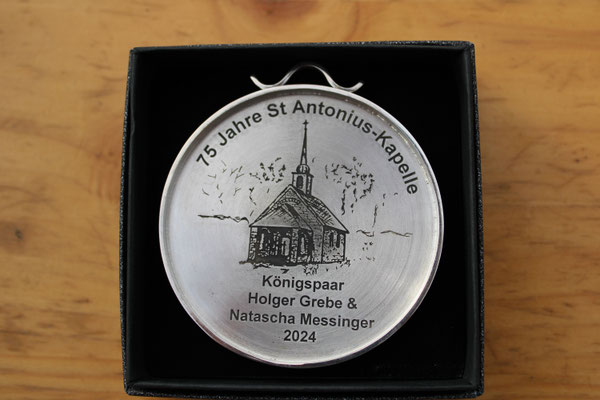 75 Jahre St Antonius-Kapelle
Königspaar
Holger Grebe &
Natascha Messinger
2024